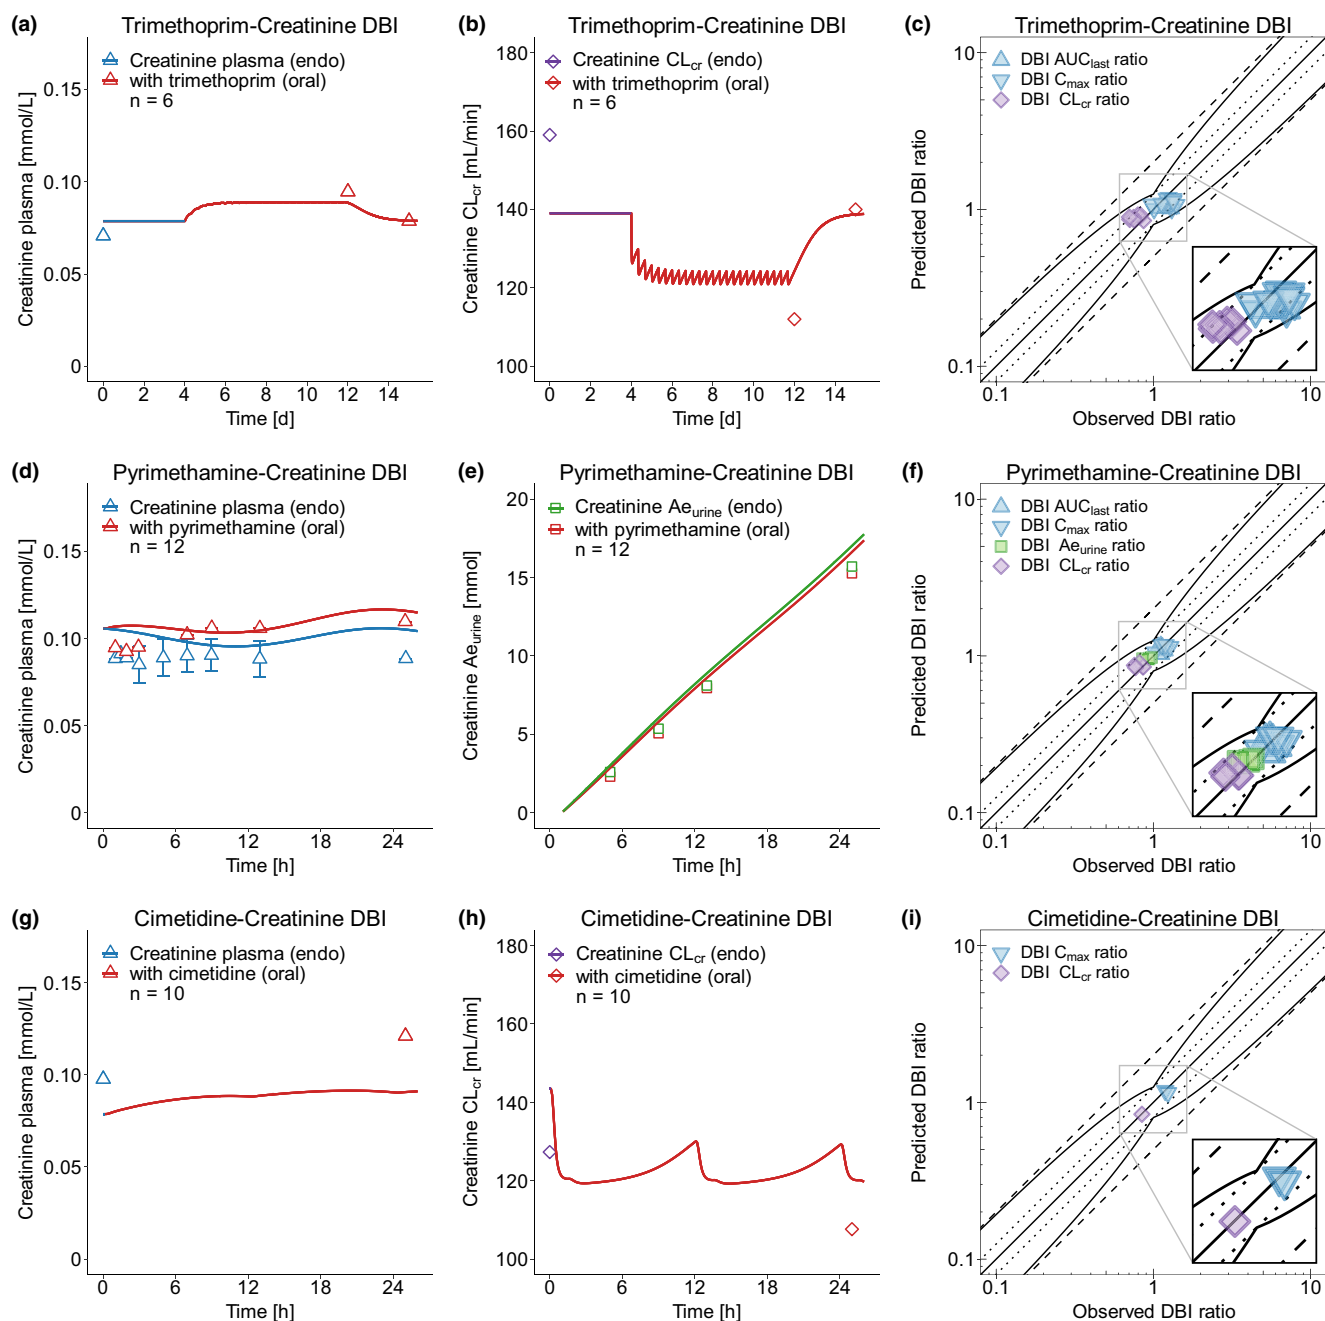 (a) Trimethoprim-Creatinine DBI
Creatinine plasma (endo)
with trimethoprim (oral)
n = 6
Creatinine plasma [mmol/L]
0.15
0.10
0.05
0
0 2 4 6 8 10 12 14
Time [d]
(b) Trimethoprim-Creatinine DBI
Creatinine CLcr (endo)
with trimethoprim (oral)
n = 6
Creatinine CLcr [mL/min]
180
160
140
120
100
0 2 4 6 8 10 12 14
Time [d]
(c) Trimethoprim-Creatinine DBI
DBI AUClast ratio
DBI Cmax ratio
DBI CLcr ratio
Predicted DBI ratio
10
1
0.1
0.1 1 10
Observed DBI ratio
(d) Pyrimethamine-Creatinine DBI
Creatinine plasma (endo)
with pyrimethamine (oral)
n = 12
Creatinine plasma [mmol/L]
0.15
0.10
0.05
0
0 6 12 18 24
Time [h]
(e) Pyrimethamine-Creatinine DBI
Creatinine Aeurine (endo)
with pyrimethamine (oral)
n = 12
Creatinine Aeurine [mmol]
20
15
10
5
0
0 6 12 18 24
Time [h]
(f) Pyrimethamine-Creatinine DBI
DBI AUClast ratio
DBI Cmax ratio
DBI Aeurine ratio
DBI CLcr ratio
Predicted DBI ratio
10
1
0.1
0.1 1 10
Observed DBI ratio
(g) Cimetidine-Creatinine DBI
Creatinine plasma (endo)
with cimetidine (oral)
n = 10
Creatinine plasma [mmol/L]
0.15
0.10
0.05
0
0 6 12 18 24
Time [h]
(h) Cimetidine-Creatinine DBI
Creatinine CLcr (endo)
with cimetidine (oral)
n = 10
Creatinine CLcr [mL/min]
180
160
140
120
100
0 6 12 18 24
Time [h]
(i) Cimetidine-Creatinine DBI
DBI Cmax ratio
DBI CLcr ratio
Predicted DBI ratio
10
1
0.1
0.1 1 10
Observed DBI ratio